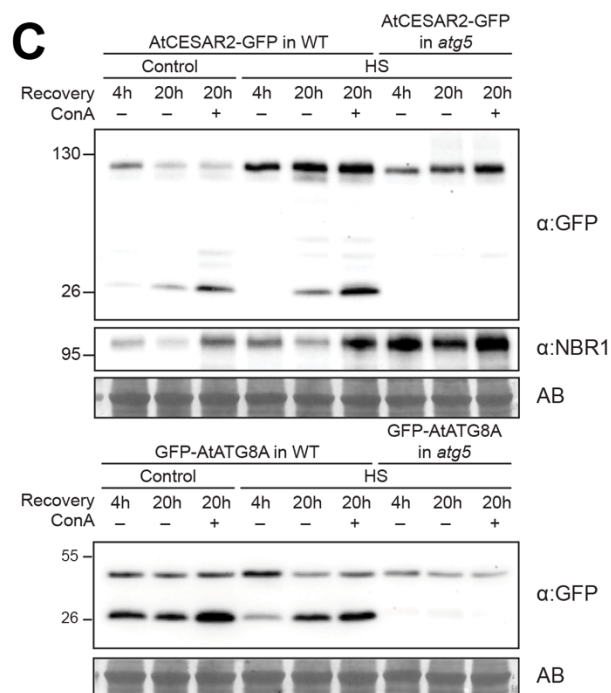 C
AtCESAR2-GFP in WT AtCESAR2-GFP in atg5
Control HS
Recovery 4h 20h 20h 4h 20h 20h 4h 20h 20h
ConA – – + – – + – – +
130
α:GFP
26
95 α:NBR1
AB
GFP-AtATG8A in WT GFP-AtATG8A in atg5
Control HS
Recovery 4h 20h 20h 4h 20h 20h 4h 20h 20h
ConA – – + – – + – – +
55
α:GFP
26
AB